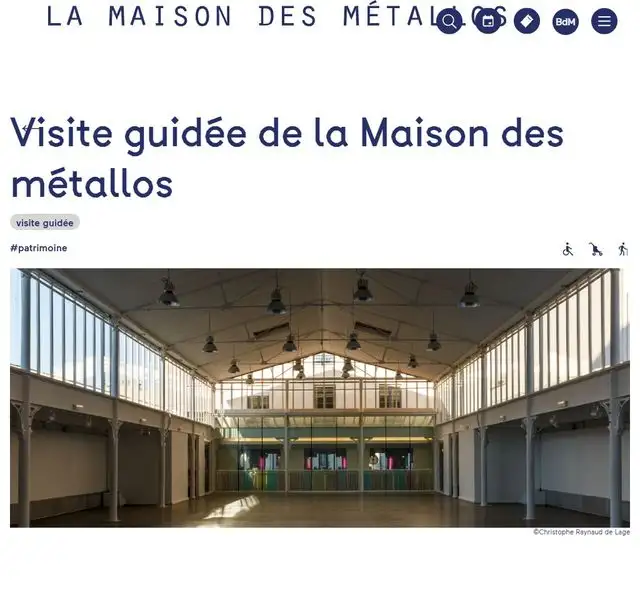 LA MAISON DES MÉTALLOS
BdM
Visite guidée de la Maison des
métallos
visite guidée
#patrimoine
©Christophe Raynaud de Lage